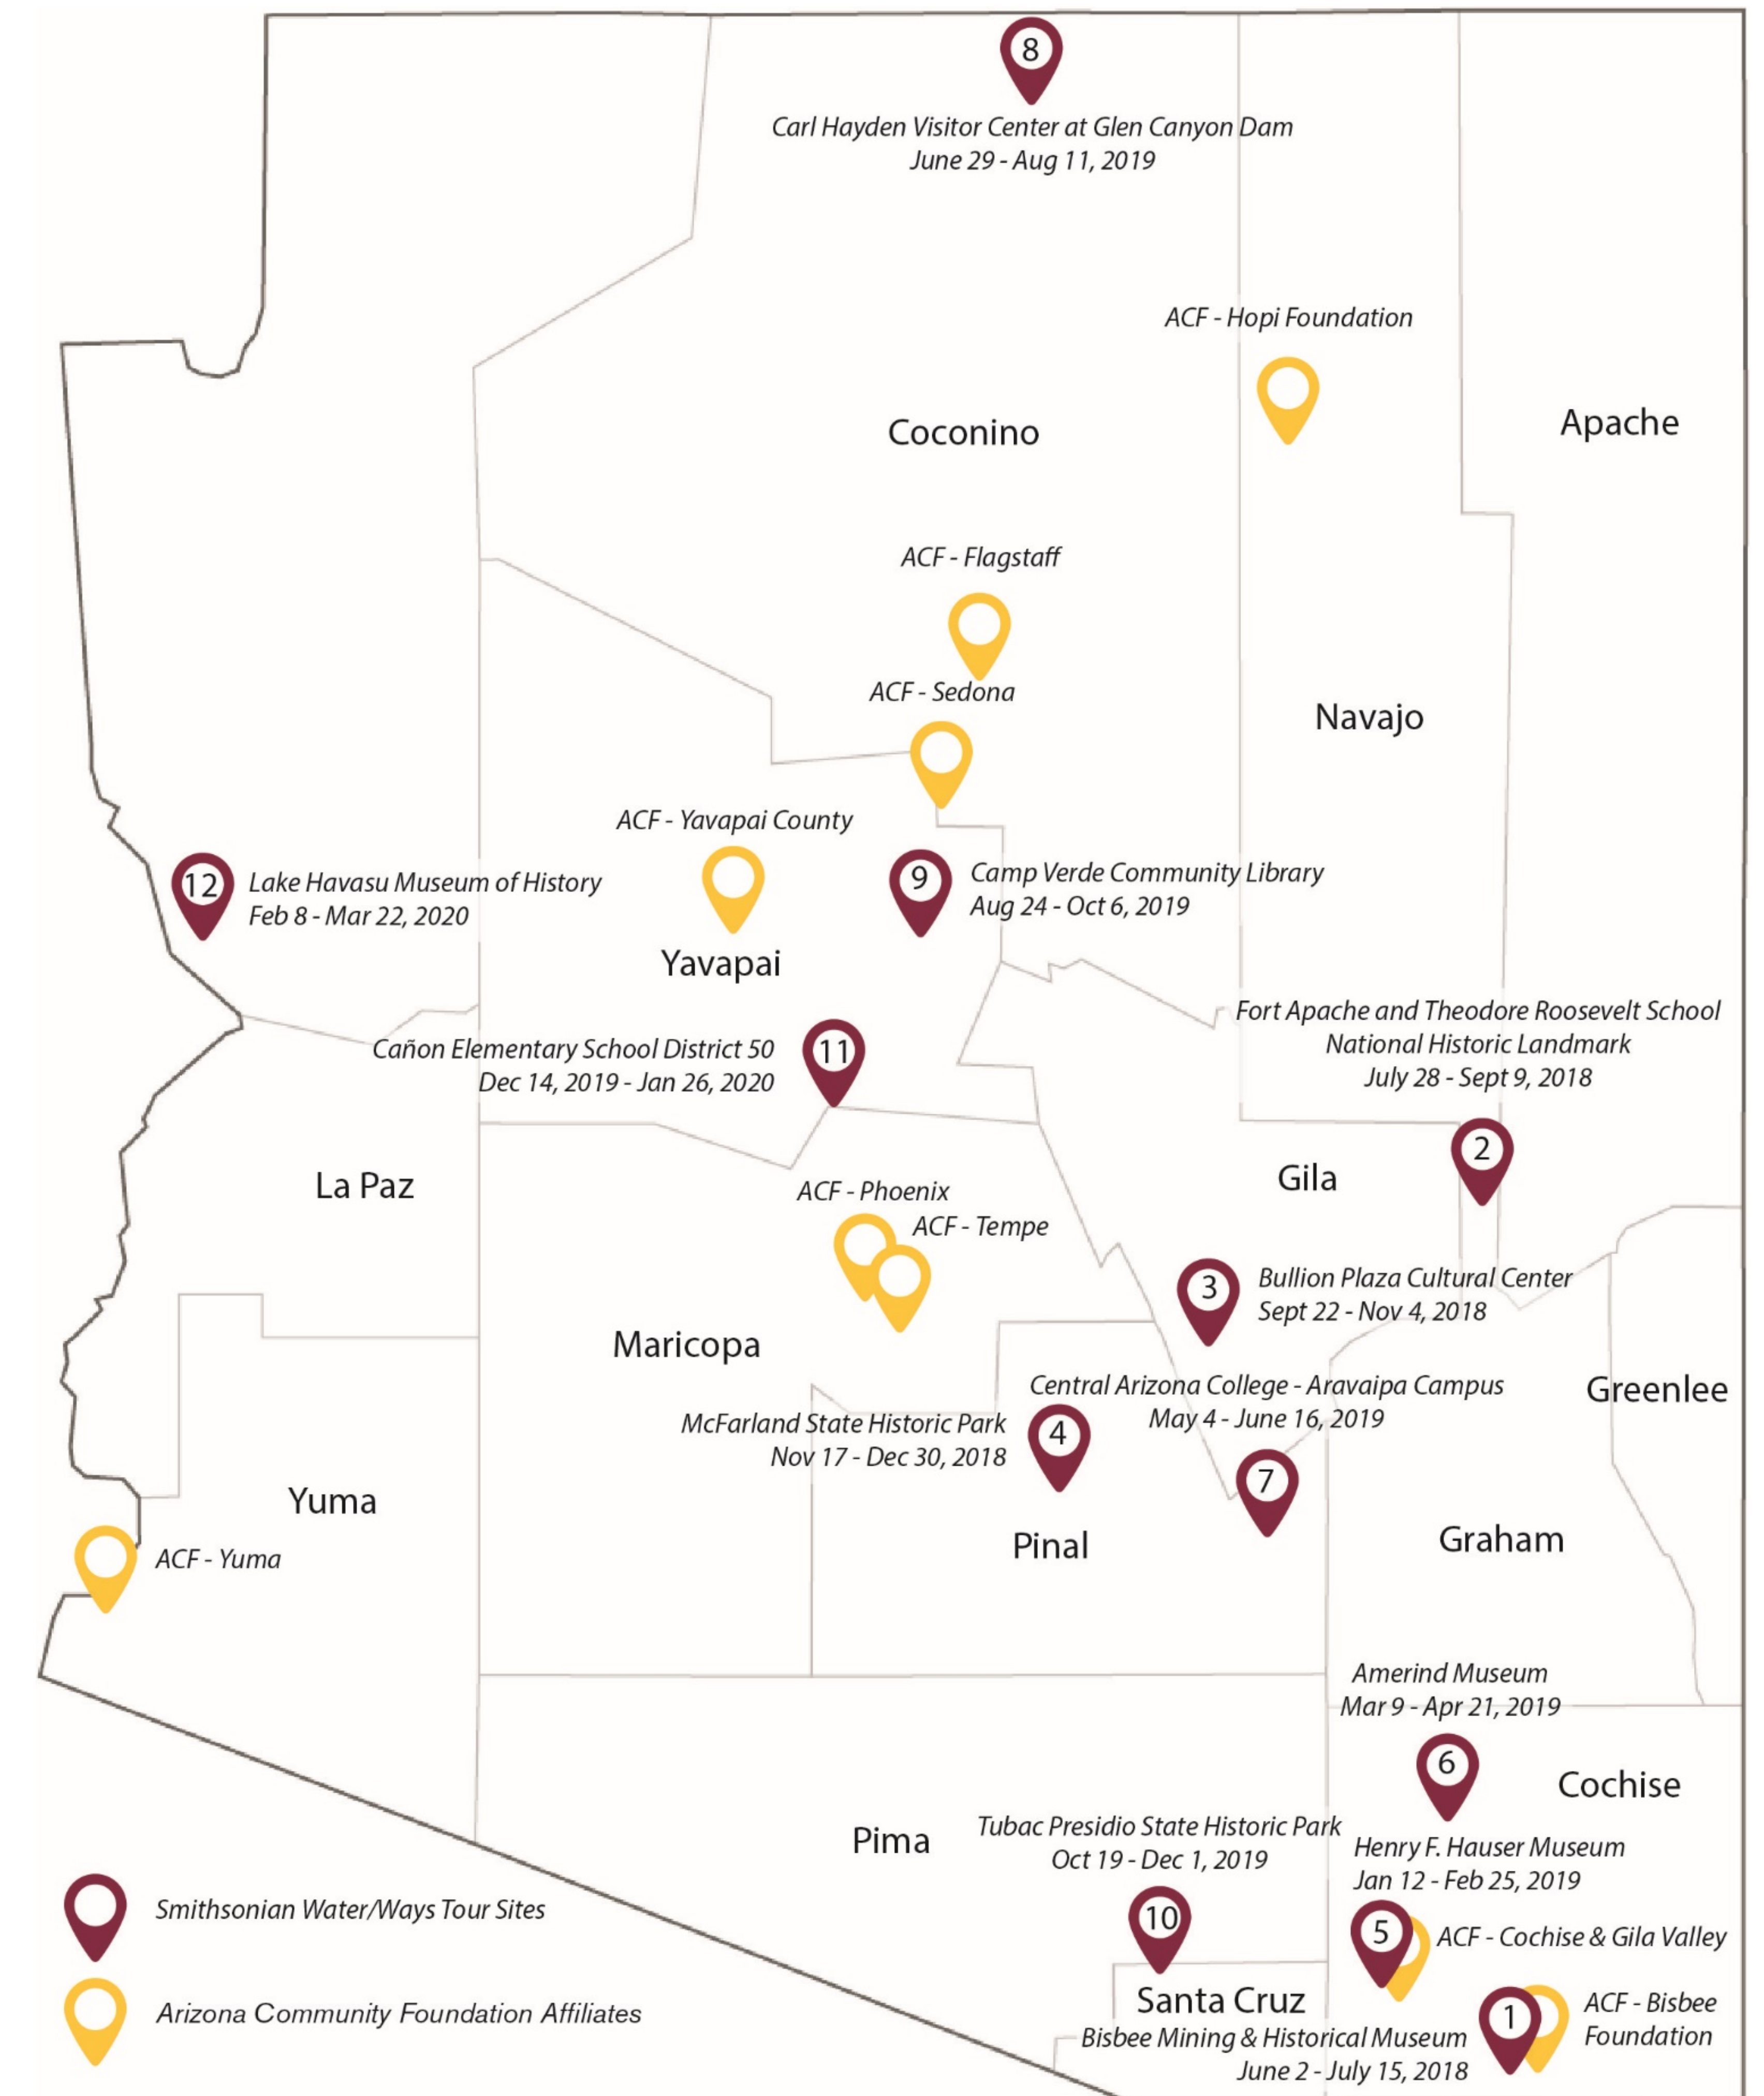 8
Carl Hayden Visitor Center at Glen Canyon Dam
June 29 - Aug 11, 2019
ACF - Hopi Foundation
Coconino
Apache
ACF - Flagstaff
ACF - Sedona
Navajo
ACF - Yavapai County
12
Lake Havasu Museum of History
Feb 8 - Mar 22, 2020
9
Camp Verde Community Library
Aug 24 - Oct 6, 2019
Yavapai
Fort Apache and Theodore Roosevelt School
National Historic Landmark
July 28 - Sept 9, 2018
Cañon Elementary School District 50
Dec 14, 2019 - Jan 26, 2020
11
2
La Paz
Gila
ACF - Phoenix
ACF - Tempe
3
Bullion Plaza Cultural Center
Sept 22 - Nov 4, 2018
Maricopa
Central Arizona College - Aravaipa Campus
May 4 - June 16, 2019
Greenlee
McFarland State Historic Park
Nov 17 - Dec 30, 2018
4
7
Yuma
Pinal
Graham
ACF - Yuma
Amerind Museum
Mar 9 - Apr 21, 2019
6
Cochise
Pima
Tubac Presidio State Historic Park
Oct 19 - Dec 1, 2019
Henry F. Hauser Museum
Jan 12 - Feb 25, 2019
10
5
ACF - Cochise & Gila Valley
Smithsonian Water/Ways Tour Sites
Santa Cruz
Bisbee Mining & Historical Museum
June 2 - July 15, 2018
1
ACF - Bisbee
Foundation
Arizona Community Foundation Affiliates